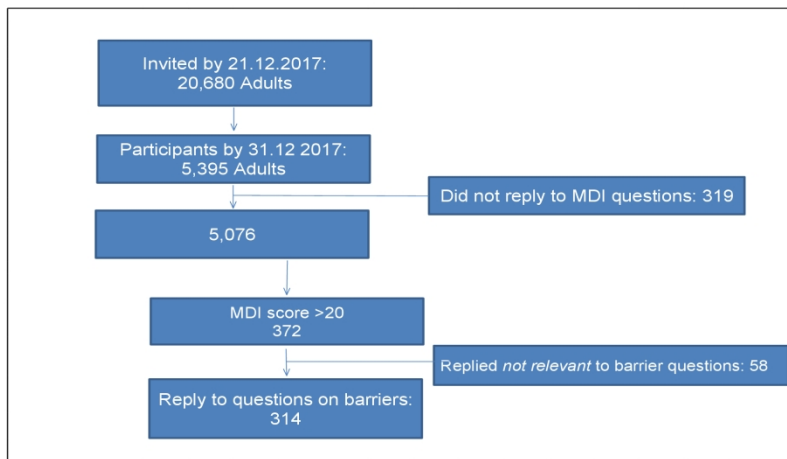 Invited by 21.12.2017:
20,680 Adults
Participants by 31.12 2017:
5,395 Adults
Did not reply to MDI questions: 319
5,076
MDI score >20
372
Replied not relevant to barrier questions: 58
Reply to questions on barriers:
314